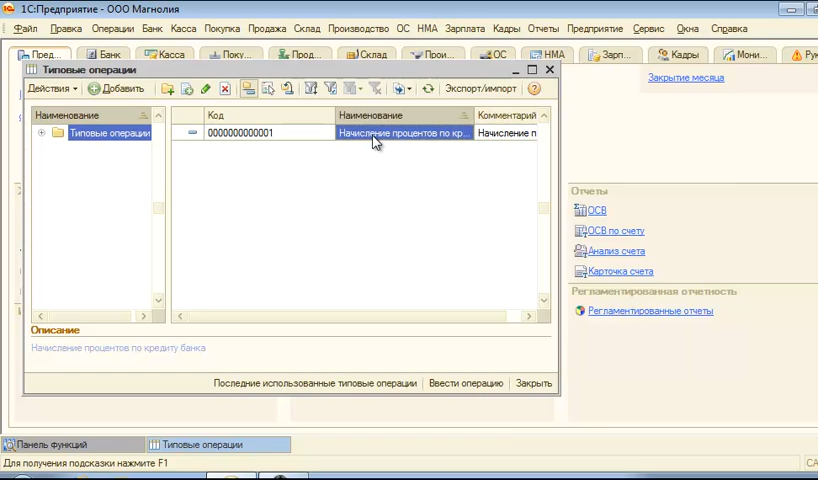 1С:Предприятие - ООО Магнолия
Файл Правка Операции Банк Касса Покупка Продажа Склад Производство ОС НМА Зарплата Кадры Отчеты Предприятие Сервис Окна Справка
Пред... Банк Касса Поку... Прод... Склад Прои... ОС НМА Зарп... Кадры Мони... Рук
Типовые операции
Закрытие месяца
Действия Добавить Экспорт/импорт
Наименование Код Наименование Комментарий
Типовые операции 0000000000001 Начисление процентов по кр... Начисление п
Отчеты
ОСВ
ОСВ по счету
Анализ счета
Карточка счета
Регламентированная отчетность
Регламентированные отчеты
Описание
Начисление процентов по кредиту банка
Последние использованные типовые операции Ввести операцию Закрыть
Панель функций Типовые операции
Для получения подсказки нажмите F1